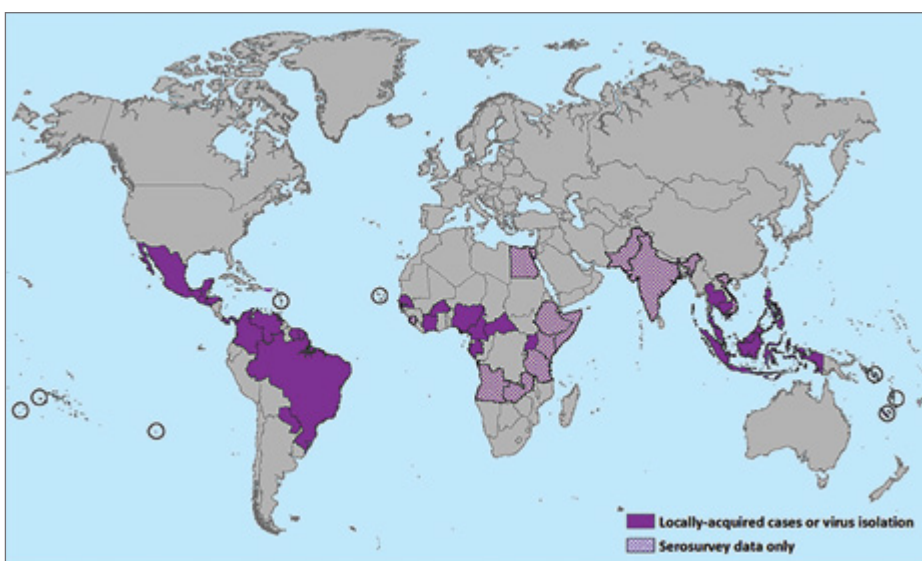 Locally-acquired cases or virus isolation
Serosurvey data only